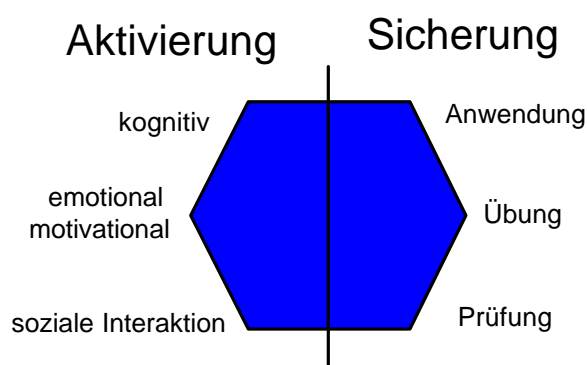 Aktivierung
Sicherung
kognitiv
Anwendung
emotional
motivational
Übung
soziale Interaktion
Prüfung